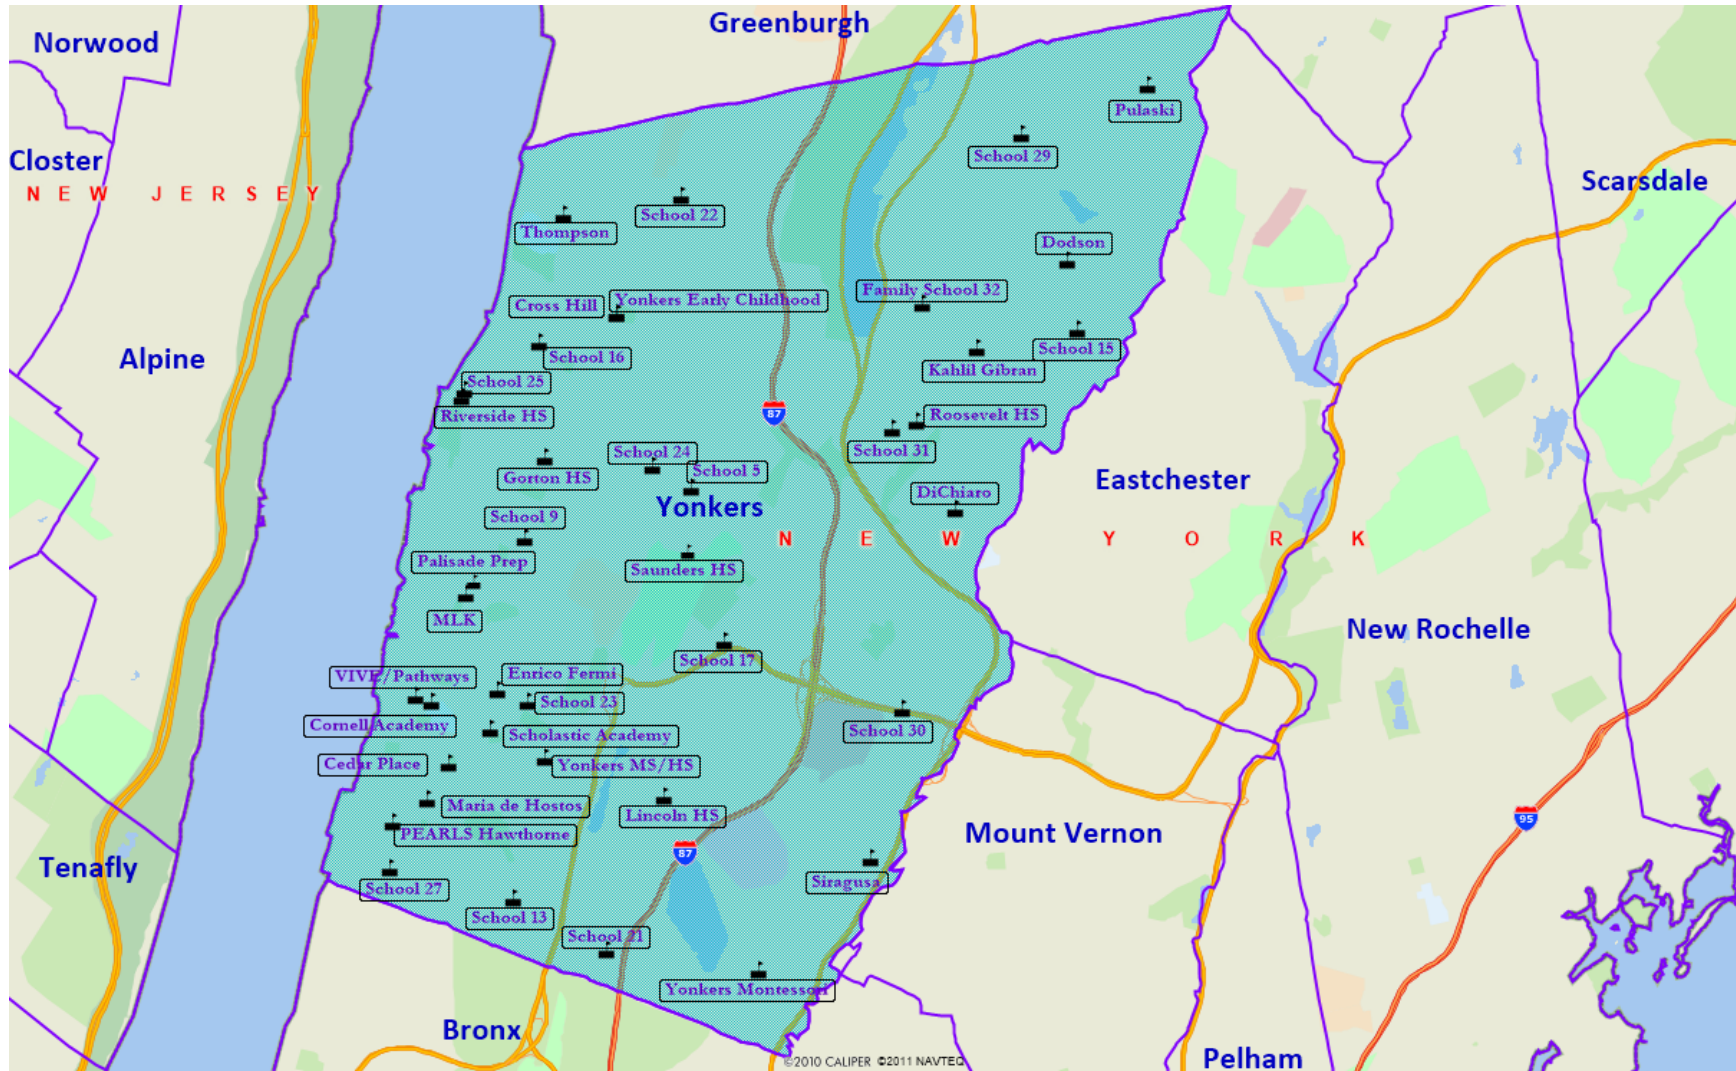 Greenburgh
Norwood
Pulaski
School 29
Closter
Scarsdale
NEW JERSEY
School 22
Thompson
Dodson
Family School 32
Yonkers Early Childhood
Cross Hill
School 15
School 16
Alpine
Kahlil Gibran
School 25
87
Roosevelt HS
Riverside HS
School 31
School 24
School 5
Gorton HS
Eastchester
DiChiaro
Yonkers
School 9
NEW YORK
Palisade Prep
Saunders HS
MLK
New Rochelle
School 17
Enrico Fermi
VIVE/Pathways
School 23
Cornell Academy
School 30
Scholastic Academy
Cedar Place
Yonkers MS/HS
Maria de Hostos
Lincoln HS
95
PEARLS Hawthorne
Mount Vernon
87
Tenafly
Siragusa
School 27
School 13
School 21
Yonkers Montessori
Bronx
Pelham
©2010 CALIPER ©2011 NAVTEQ